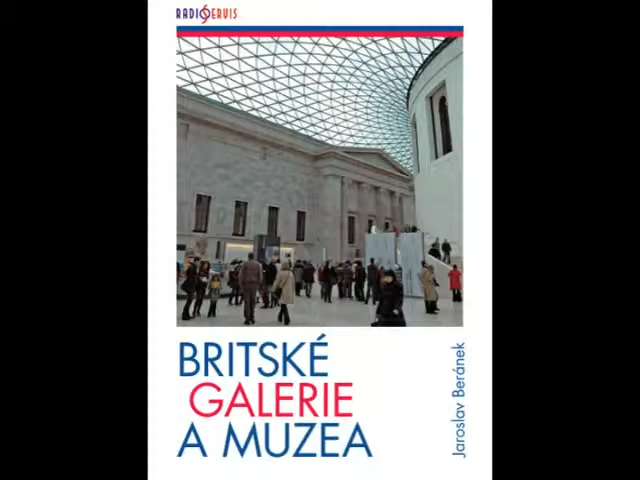 RADIOSERVIS
BRITSKÉ
GALERIE
A MUZEA
Jaroslav Beránek